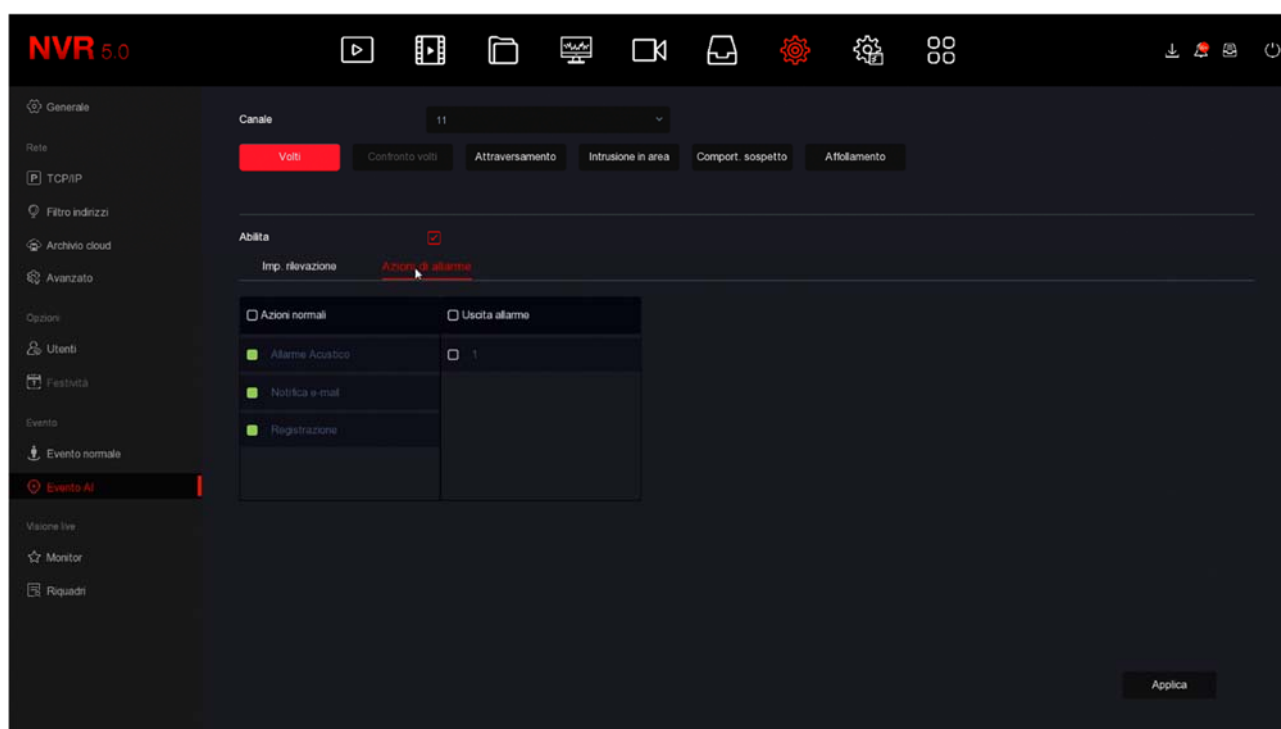 NVR 5.0
Generale
Rete
TCP/IP
Filtro indirizzi
Archivio cloud
Avanzato
Opzioni
Utenti
Festività
Evento
Evento normale
Evento AI
Visione live
Monitor
Riquadri
Canale 11
Volti Confronto volti Attraversamento Intrusione in area Comport. sospetto Affollamento
Abilita
Imp. rilevazione Azioni di allarme
Azioni normali Uscita allarme
Allarme Acustico 1
Notifica e-mail
Registrazione
Applica